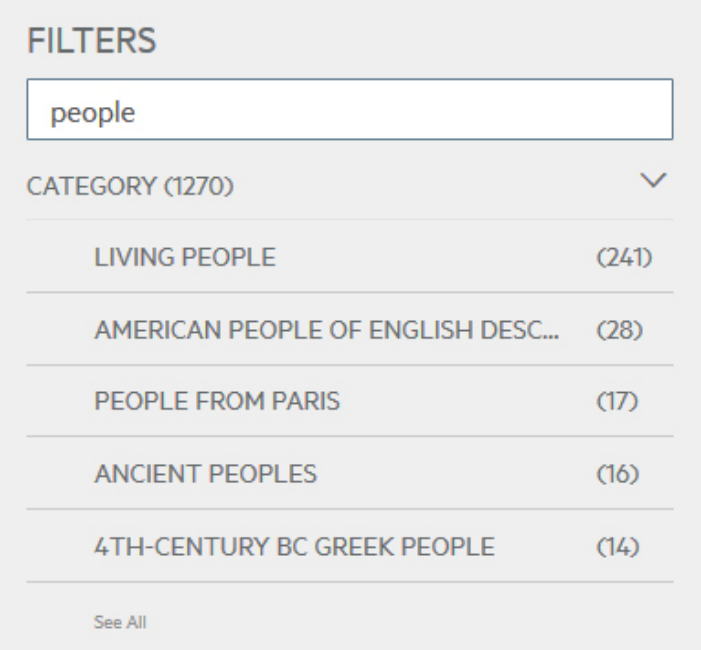 FILTERS
people
CATEGORY (1270)
LIVING PEOPLE (241)
AMERICAN PEOPLE OF ENGLISH DESC... (28)
PEOPLE FROM PARIS (17)
ANCIENT PEOPLES (16)
4TH-CENTURY BC GREEK PEOPLE (14)
See All